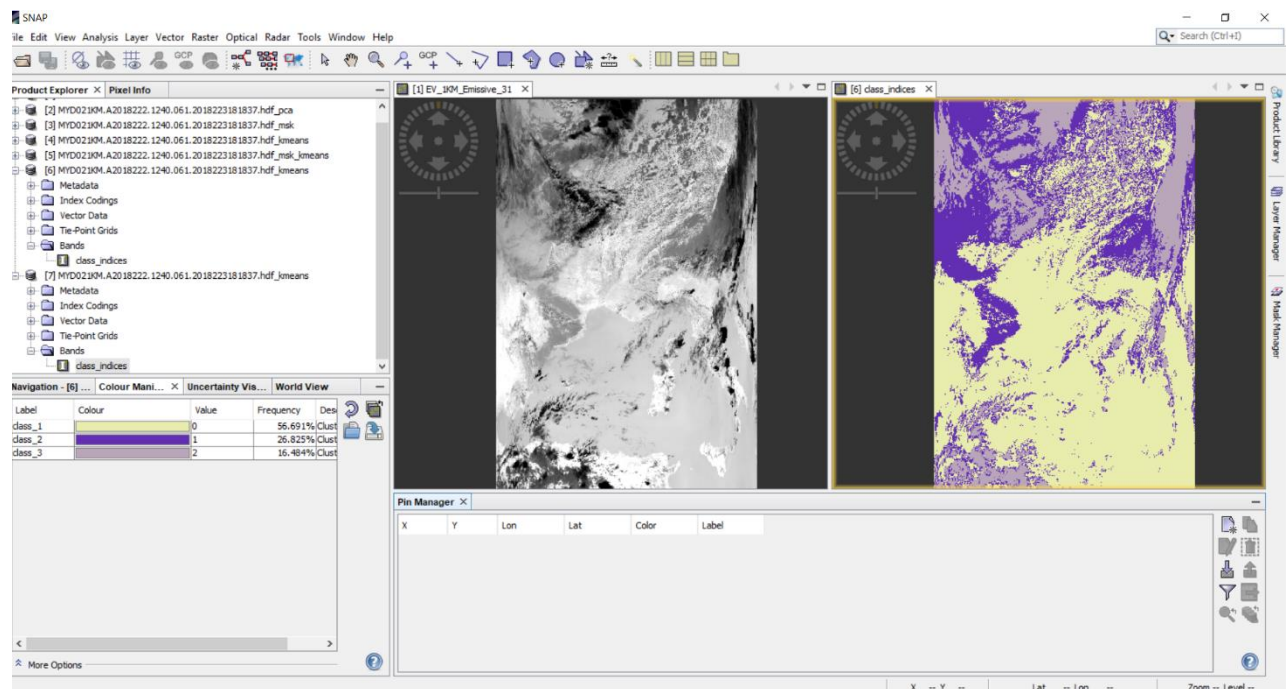 SNAP
File Edit View Analysis Layer Vector Raster Optical Radar Tools Window Help
Search (Ctrl+I)
GCP GCP
Product Explorer Pixel Info
[2] MYD021KM.A2018222.1240.061.2018223181837.hdf_pca
[3] MYD021KM.A2018222.1240.061.2018223181837.hdf_msk
[4] MYD021KM.A2018222.1240.061.2018223181837.hdf_kmeans
[5] MYD021KM.A2018222.1240.061.2018223181837.hdf_msk_kmeans
[6] MYD021KM.A2018222.1240.061.2018223181837.hdf_kmeans
Metadata
Index Codings
Vector Data
Tie-Point Grids
Bands
class_indices
[7] MYD021KM.A2018222.1240.061.2018223181837.hdf_kmeans
Metadata
Index Codings
Vector Data
Tie-Point Grids
Bands
class_indices
Navigation - [6] ... Colour Mani... Uncertainty Vis... World View
Label Colour Value Frequency Des
class_1 0 56.691% Clust
class_2 1 26.825% Clust
class_3 2 16.484% Clust
More Options
[1] EV_1KM_Emissive_31
[6] class_indices
Product Library
Layer Manager
Mask Manager
Pin Manager
X Y Lon Lat Color Label
X -- Y -- Lat -- Lon -- Zoom -- Level --